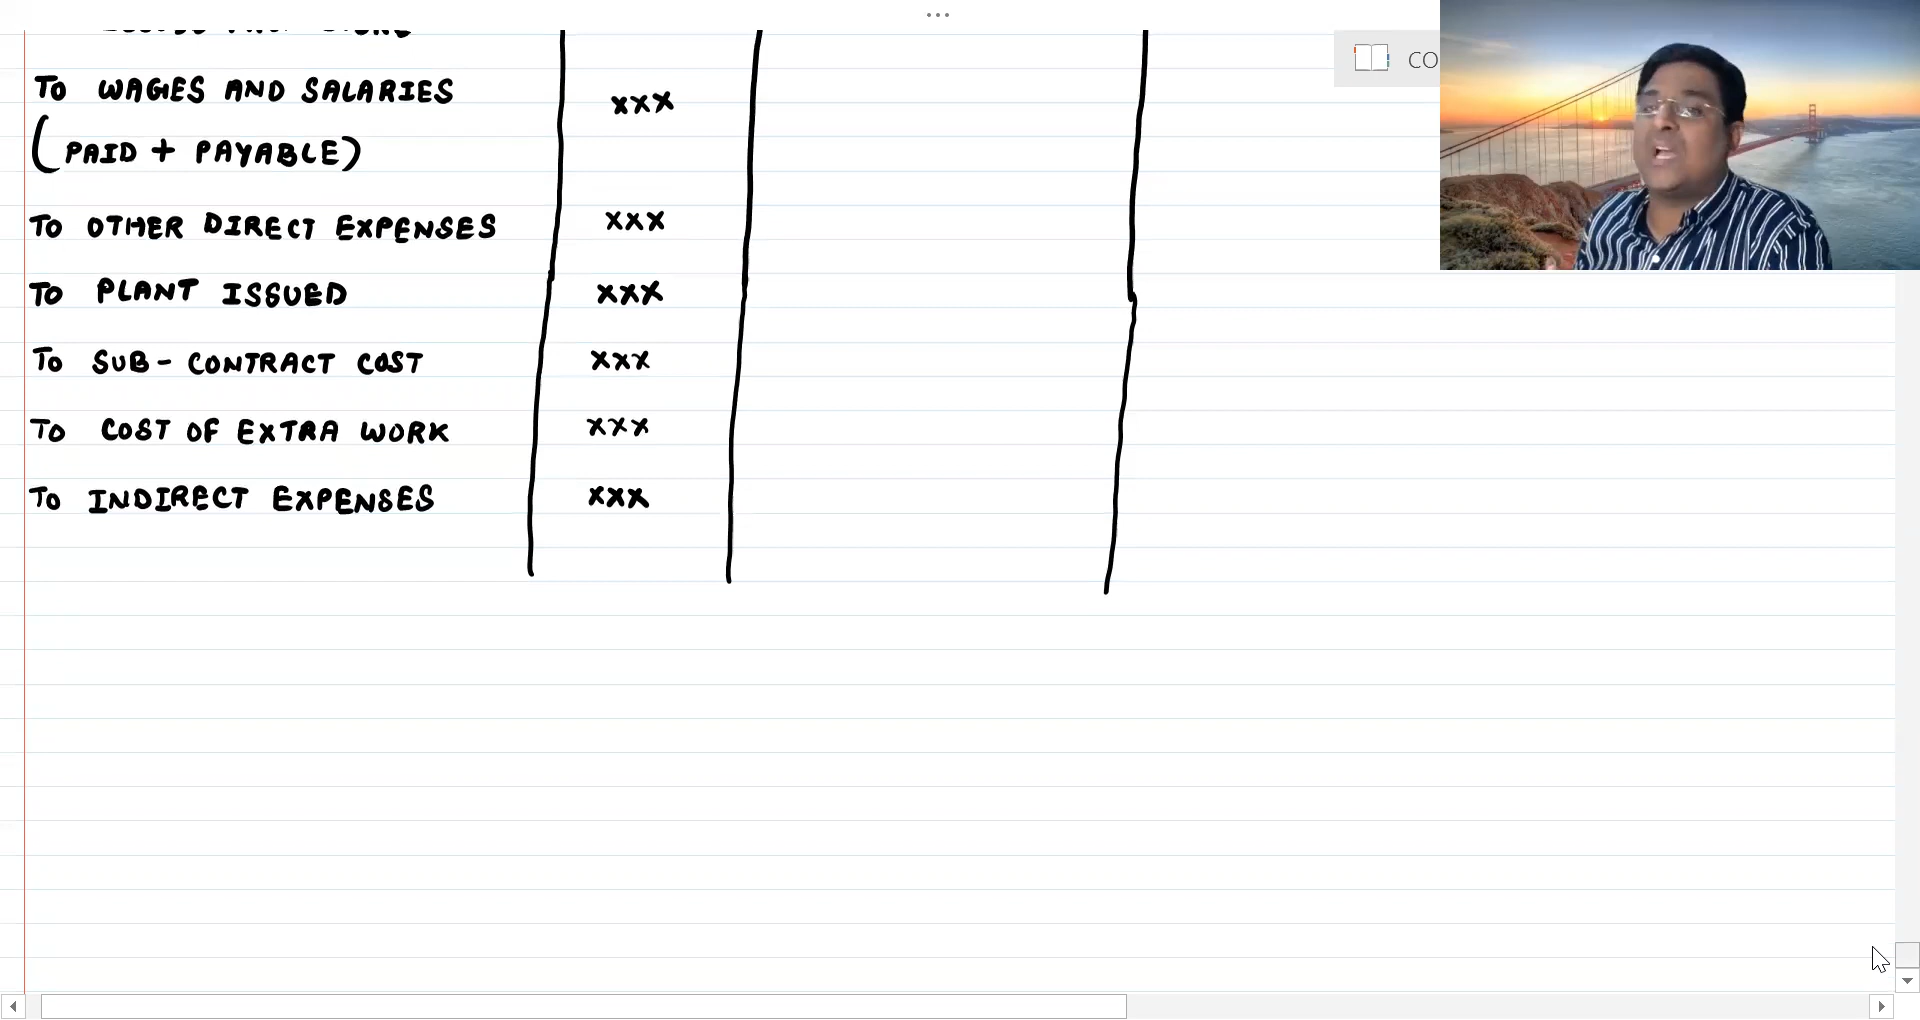 TO WAGES AND SALARIES xxx
(PAID + PAYABLE)
TO OTHER DIRECT EXPENSES xxx
TO PLANT ISSUED xxx
TO SUB-CONTRACT COST xxx
TO COST OF EXTRA WORK xxx
TO INDIRECT EXPENSES xxx
CO